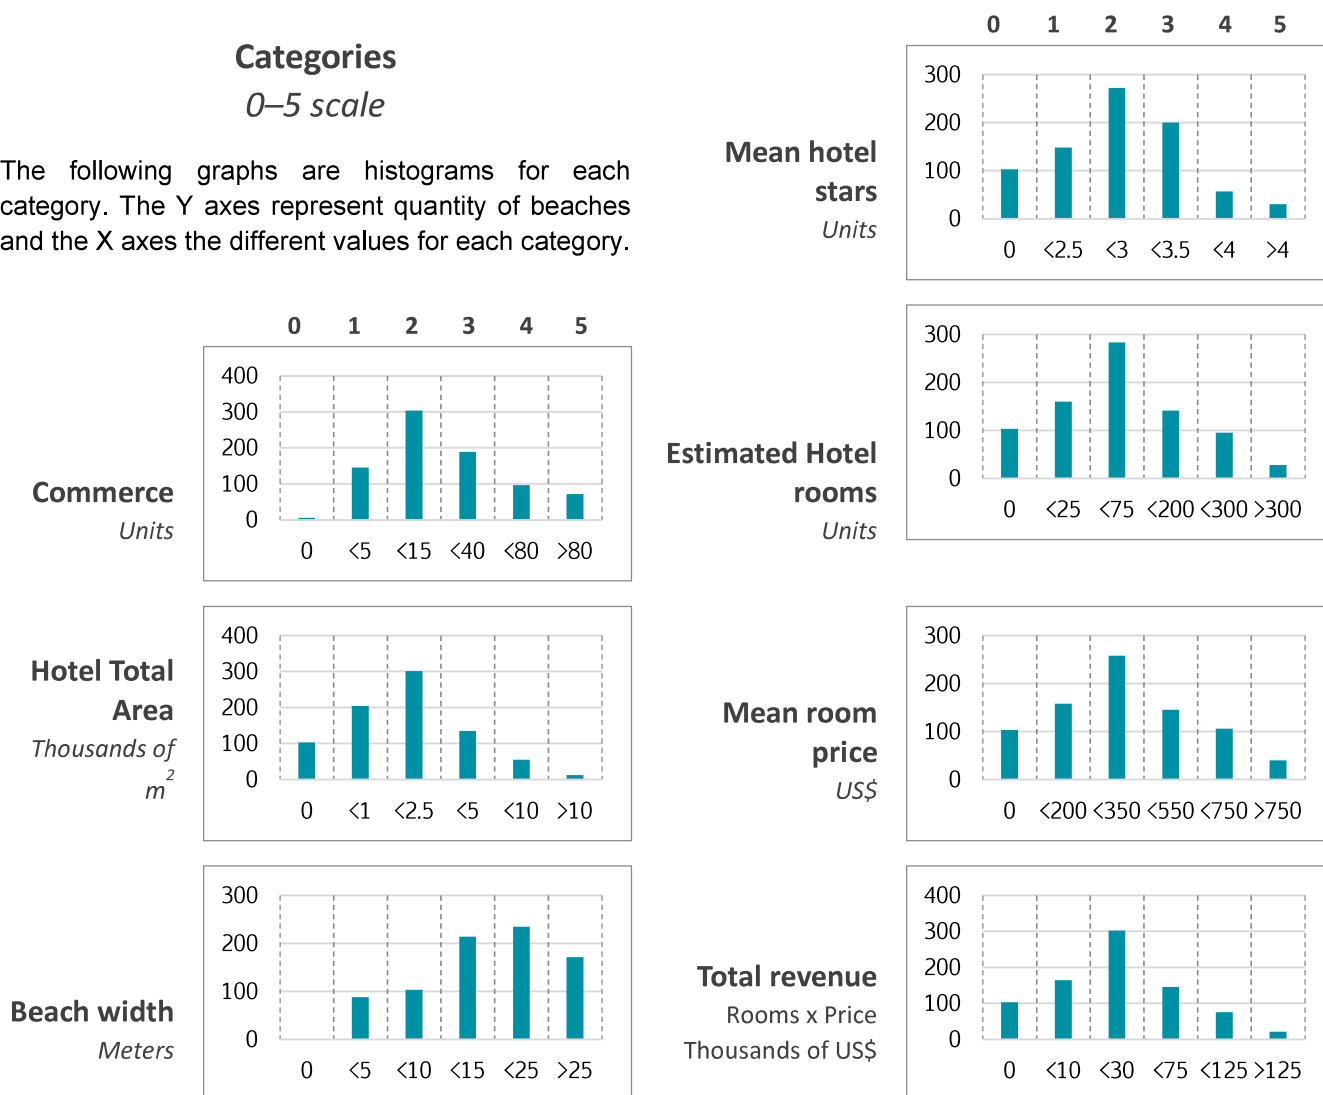 Categories
0–5 scale
The following graphs are histograms for each
category. The Y axes represent quantity of beaches
and the X axes the different values for each category.
0 1 2 3 4 5
Commerce
Units
400
300
200
100
0
0 <5 <15 <40 <80 >80
Hotel Total
Area
Thousands of
m²
400
300
200
100
0
0 <1 <2.5 <5 <10 >10
Beach width
Meters
300
200
100
0
0 <5 <10 <15 <25 >25
0 1 2 3 4 5
Mean hotel
stars
Units
300
200
100
0
0 <2.5 <3 <3.5 <4 >4
Estimated Hotel
rooms
Units
300
200
100
0
0 <25 <75 <200 <300 >300
Mean room
price
US$
300
200
100
0
0 <200 <350 <550 <750 >750
Total revenue
Rooms x Price
Thousands of US$
400
300
200
100
0
0 <10 <30 <75 <125 >125